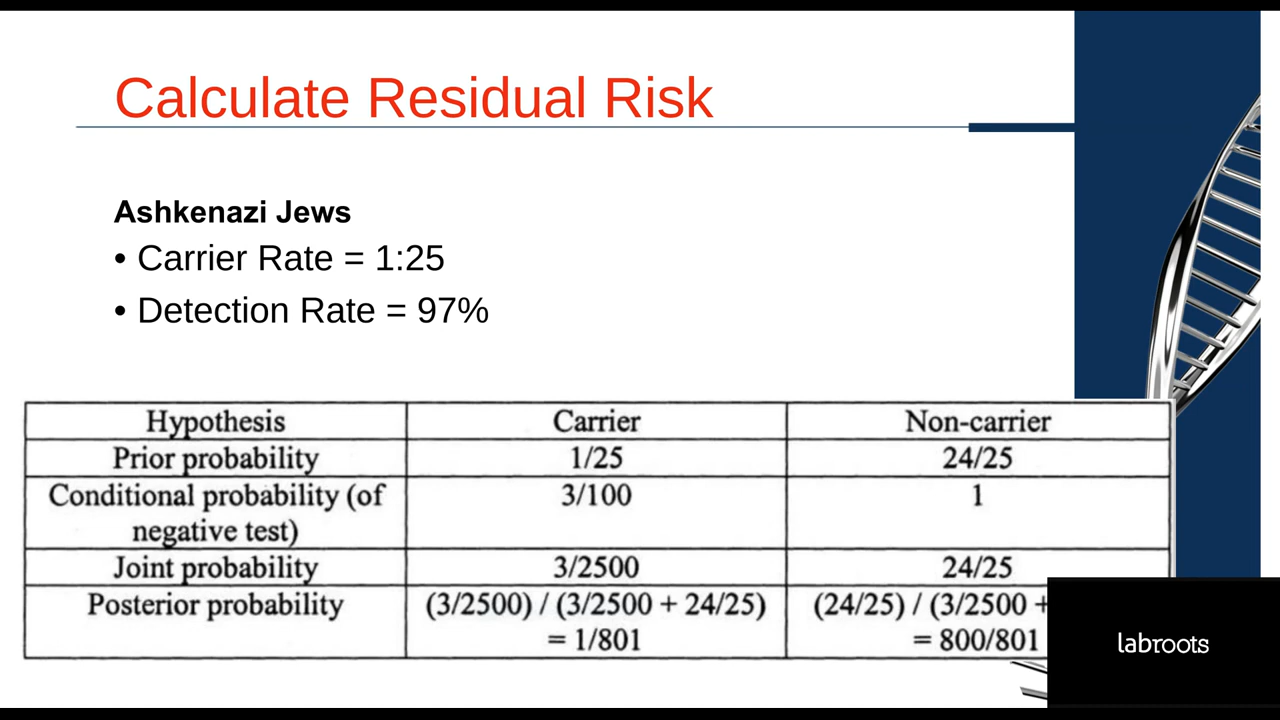 Calculate Residual Risk
Ashkenazi Jews
• Carrier Rate = 1:25
• Detection Rate = 97%
Hypothesis Carrier Non-carrier
Prior probability 1/25 24/25
Conditional probability (of negative test) 3/100 1
Joint probability 3/2500 24/25
Posterior probability (3/2500) / (3/2500 + 24/25) (24/25) / (3/2500 +
= 1/801 = 800/801
labroots